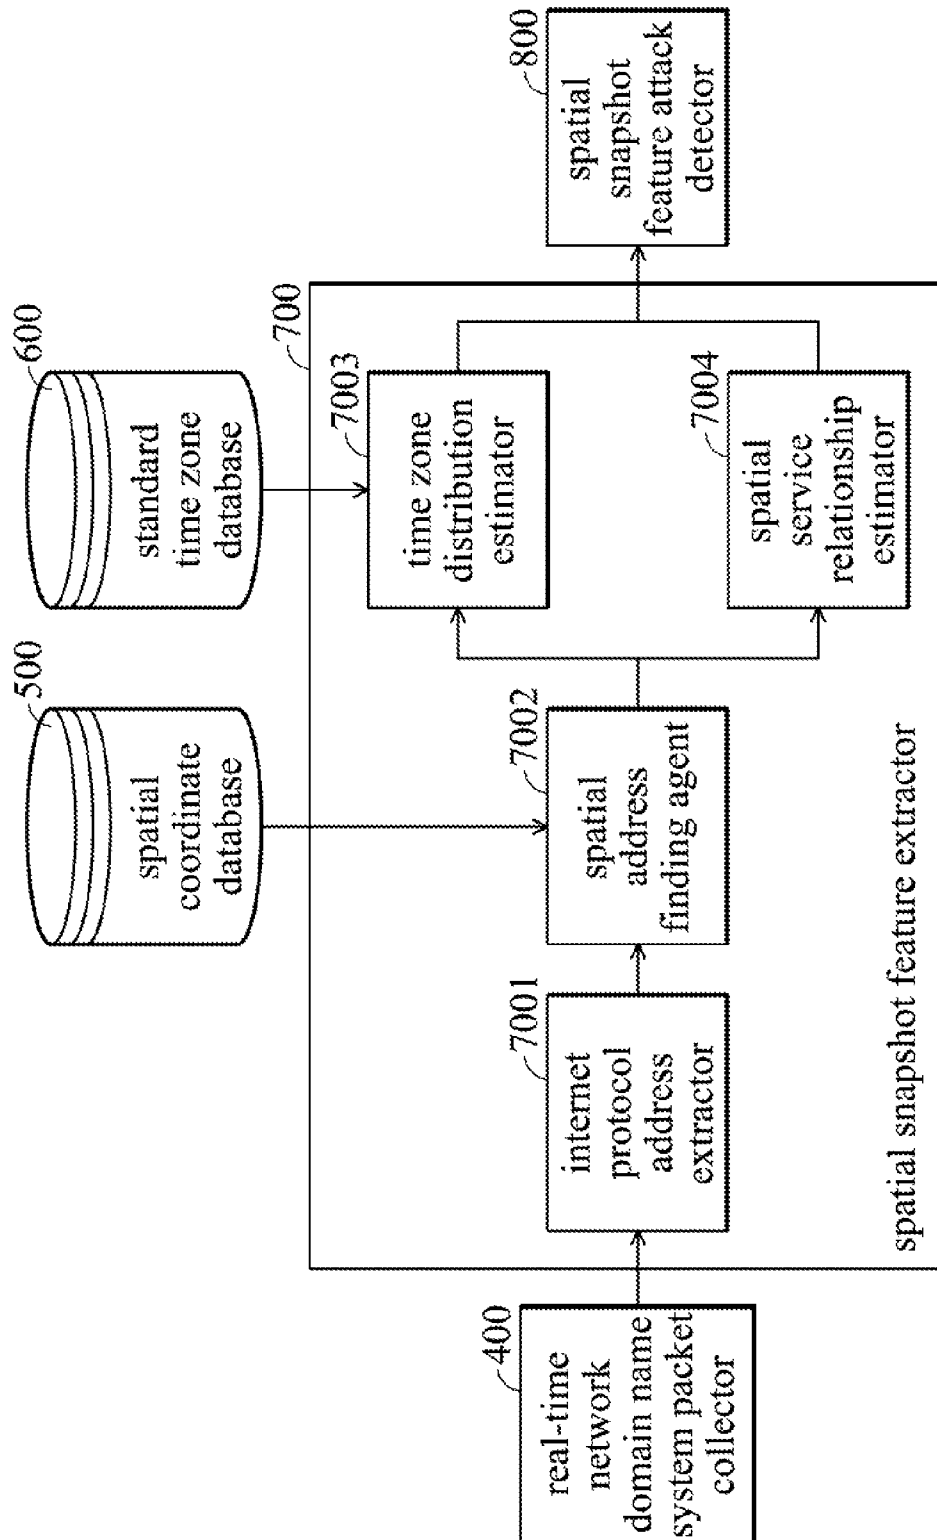 500
spatial
coordinate
database
600
standard
time zone
database
400
real-time
network
domain name
system packet
collector
700
7001
internet
protocol
address
extractor
7002
spatial
address
finding agent
7003
time zone
distribution
estimator
7004
spatial
service
relationship
estimator
spatial snapshot feature extractor
800
spatial
snapshot
feature attack
detector